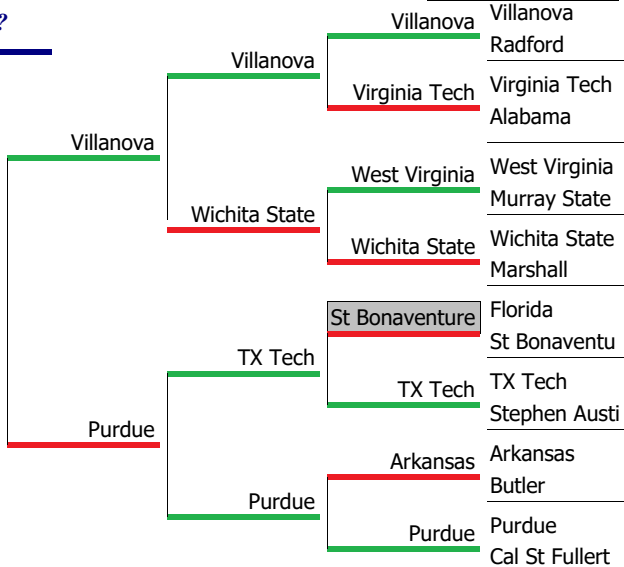 ?
Villanova
Villanova
Radford
Villanova
Virginia Tech
Virginia Tech
Alabama
Villanova
West Virginia
West Virginia
Murray State
Wichita State
Wichita State
Wichita State
Marshall
St Bonaventure
Florida
St Bonaventu
TX Tech
TX Tech
TX Tech
Stephen Austi
Purdue
Arkansas
Arkansas
Butler
Purdue
Purdue
Purdue
Cal St Fullert